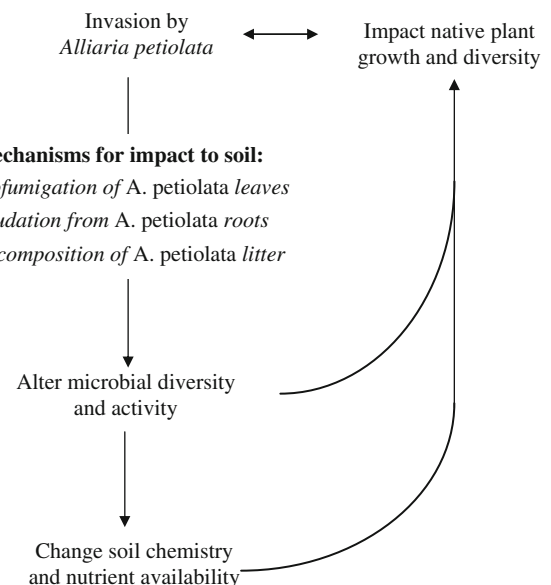 Invasion by
Alliaria petiolata
Impact native plant
growth and diversity
echanisms for impact to soil:
ofumigation of A. petiolata leaves
udation from A. petiolata roots
composition of A. petiolata litter
Alter microbial diversity
and activity
Change soil chemistry
and nutrient availability